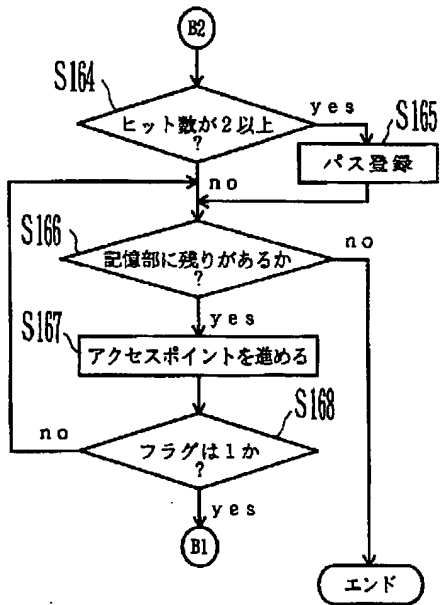 B2
S164
ヒット数が2以上
?
yes
S165
パス登録
no
S166
記憶部に残りがあるか
?
no
yes
S167
アクセスポイントを進める
S168
no
フラグは1か
?
yes
B1
エンド